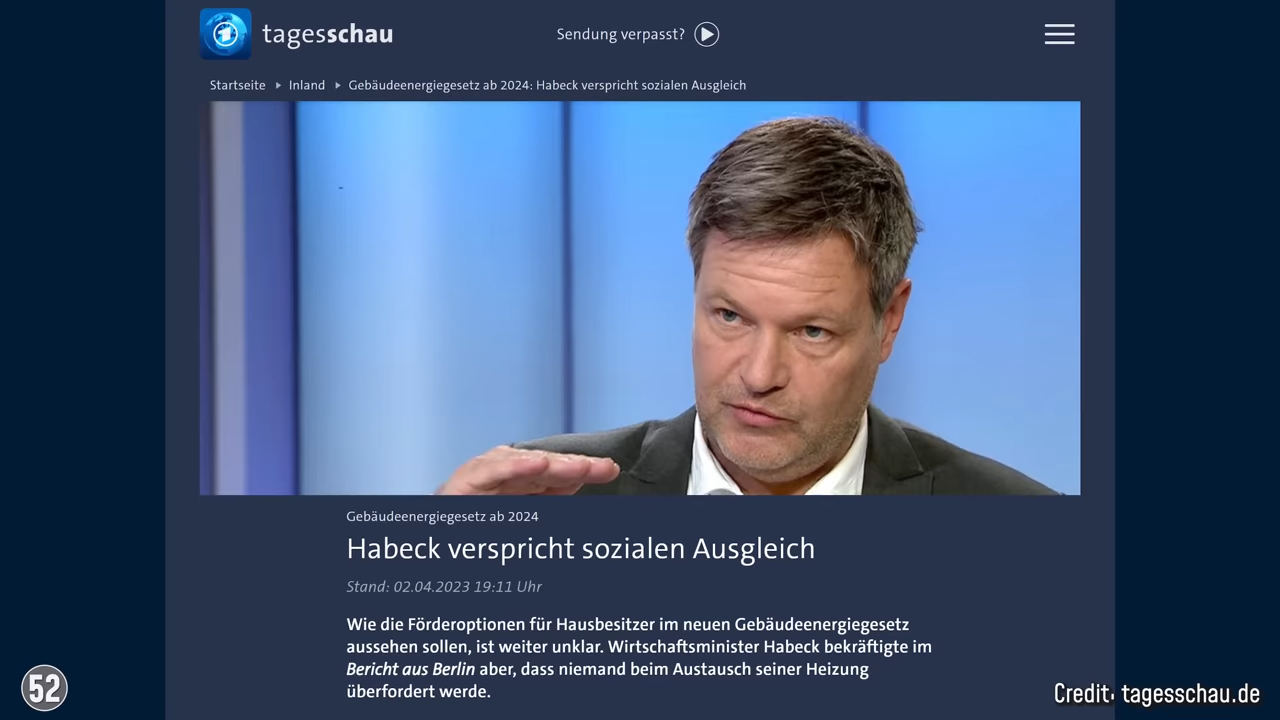 tagesschau
Sendung verpasst?
Startseite Inland Gebäudeenergiegesetz ab 2024: Habeck verspricht sozialen Ausgleich
Gebäudeenergiegesetz ab 2024
Habeck verspricht sozialen Ausgleich
Stand: 02.04.2023 19:11 Uhr
Wie die Förderoptionen für Hausbesitzer im neuen Gebäudeenergiegesetz
aussehen sollen, ist weiter unklar. Wirtschaftsminister Habeck bekräftigte im
Bericht aus Berlin aber, dass niemand beim Austausch seiner Heizung
überfordert werde.
52
Credit: tagesschau.de